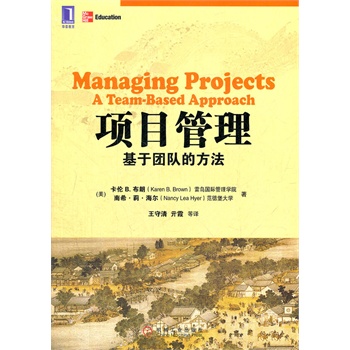 Education
Managing Projects
A Team-Based Approach
项目管理
基于团队的方法
(美) 卡伦 B. 布朗 (Karen B. Brown) 雷鸟国际管理学院
南希·莉·海尔 (Nancy Lea Hyer) 范德堡大学 著
王守清 亓霞 等译